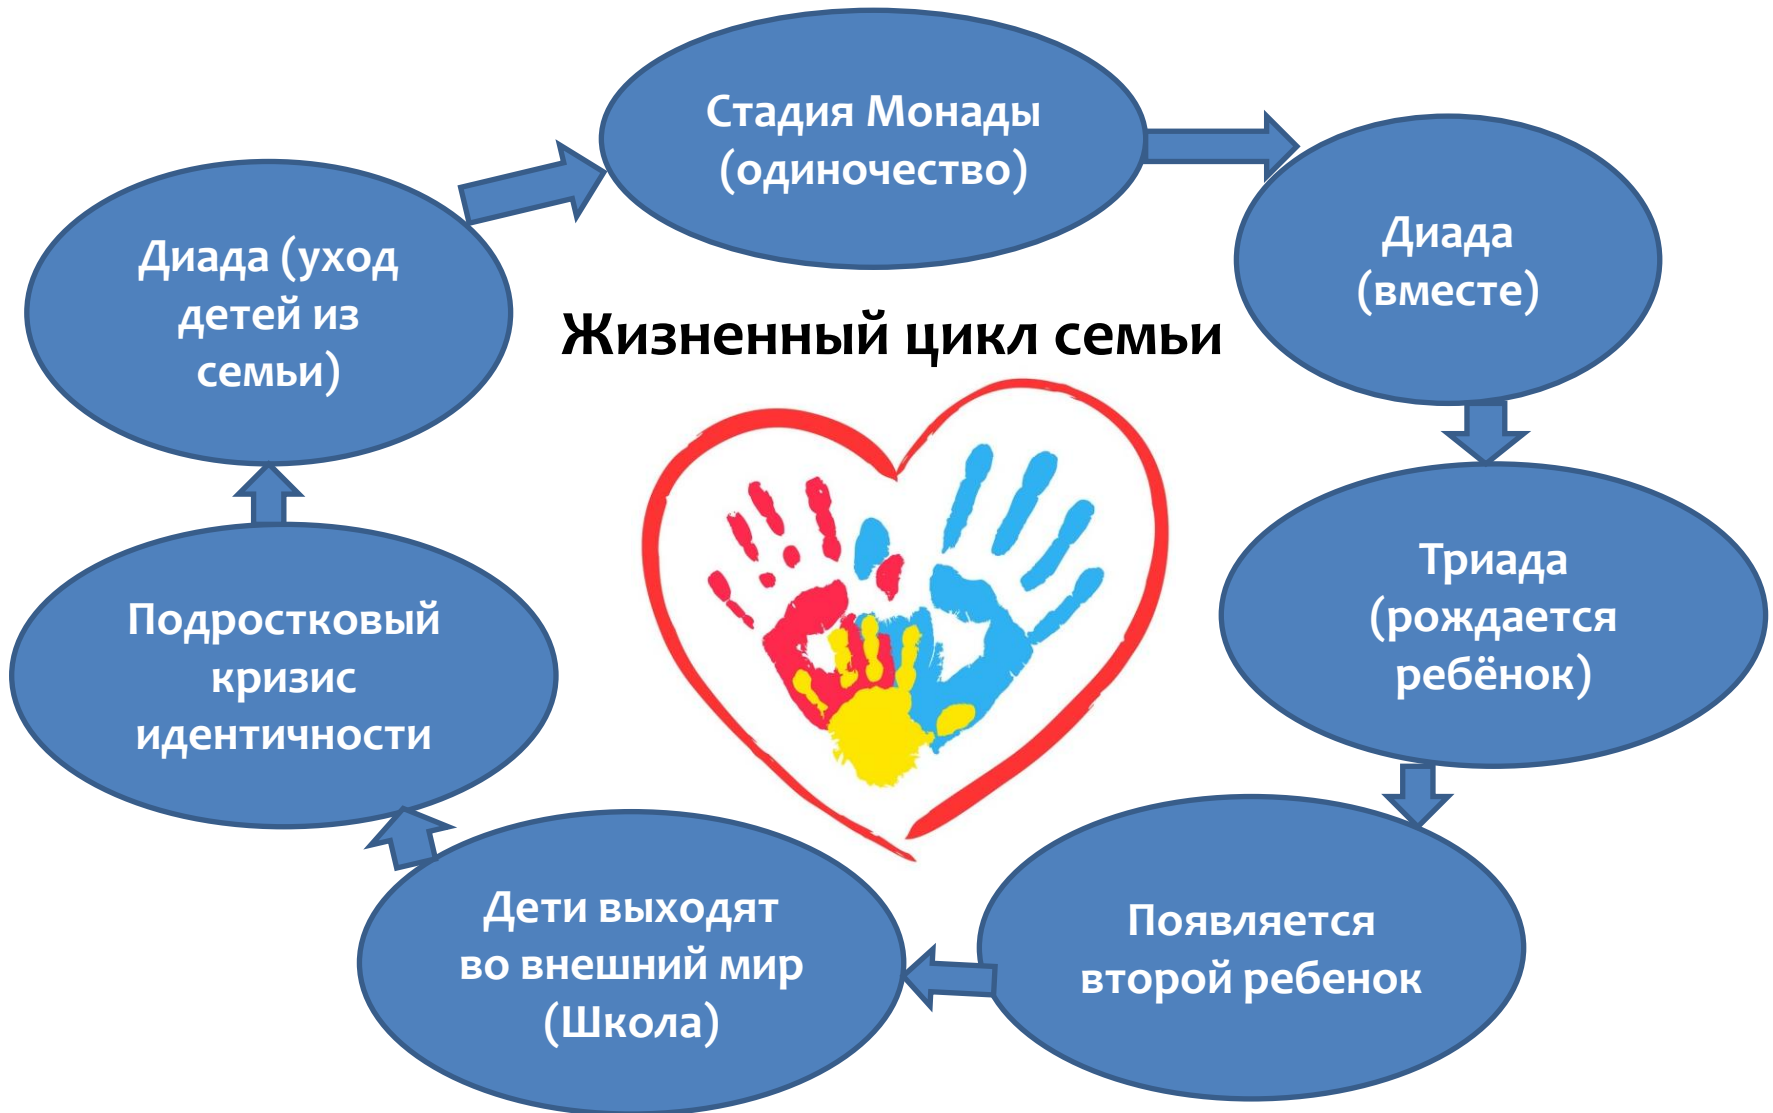 Стадия Монады
(одиночество)
Диада
(вместе)
Триада
(рождается
ребёнок)
Появляется
второй ребенок
Дети выходят
во внешний мир
(Школа)
Подростковый
кризис
идентичности
Диада (уход
детей из
семьи)
Жизненный цикл семьи